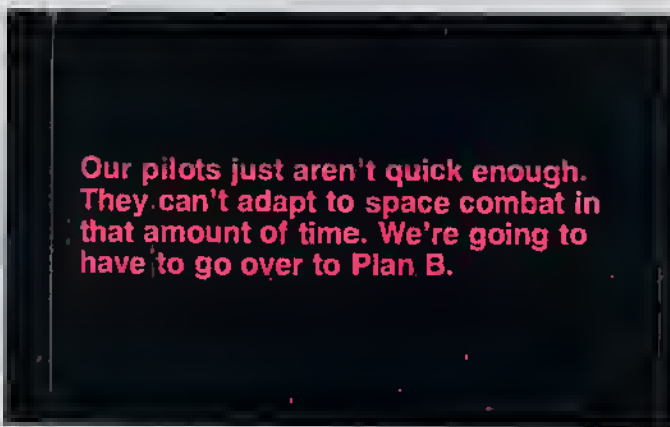 Our pilots just aren't quick enough.
They can't adapt to space combat in
that amount of time. We're going to
have to go over to Plan B.